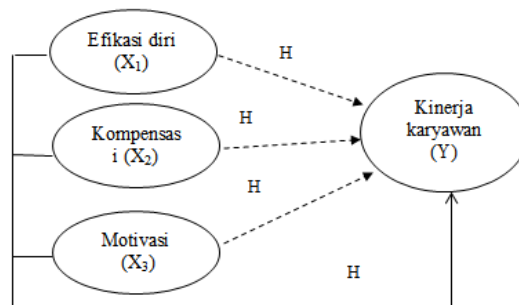 Efikasi diri
(X₁)
H
Kompensas
i (X₂)
H
Kinerja
karyawan
(Y)
H
Motivasi
(X₃)
H